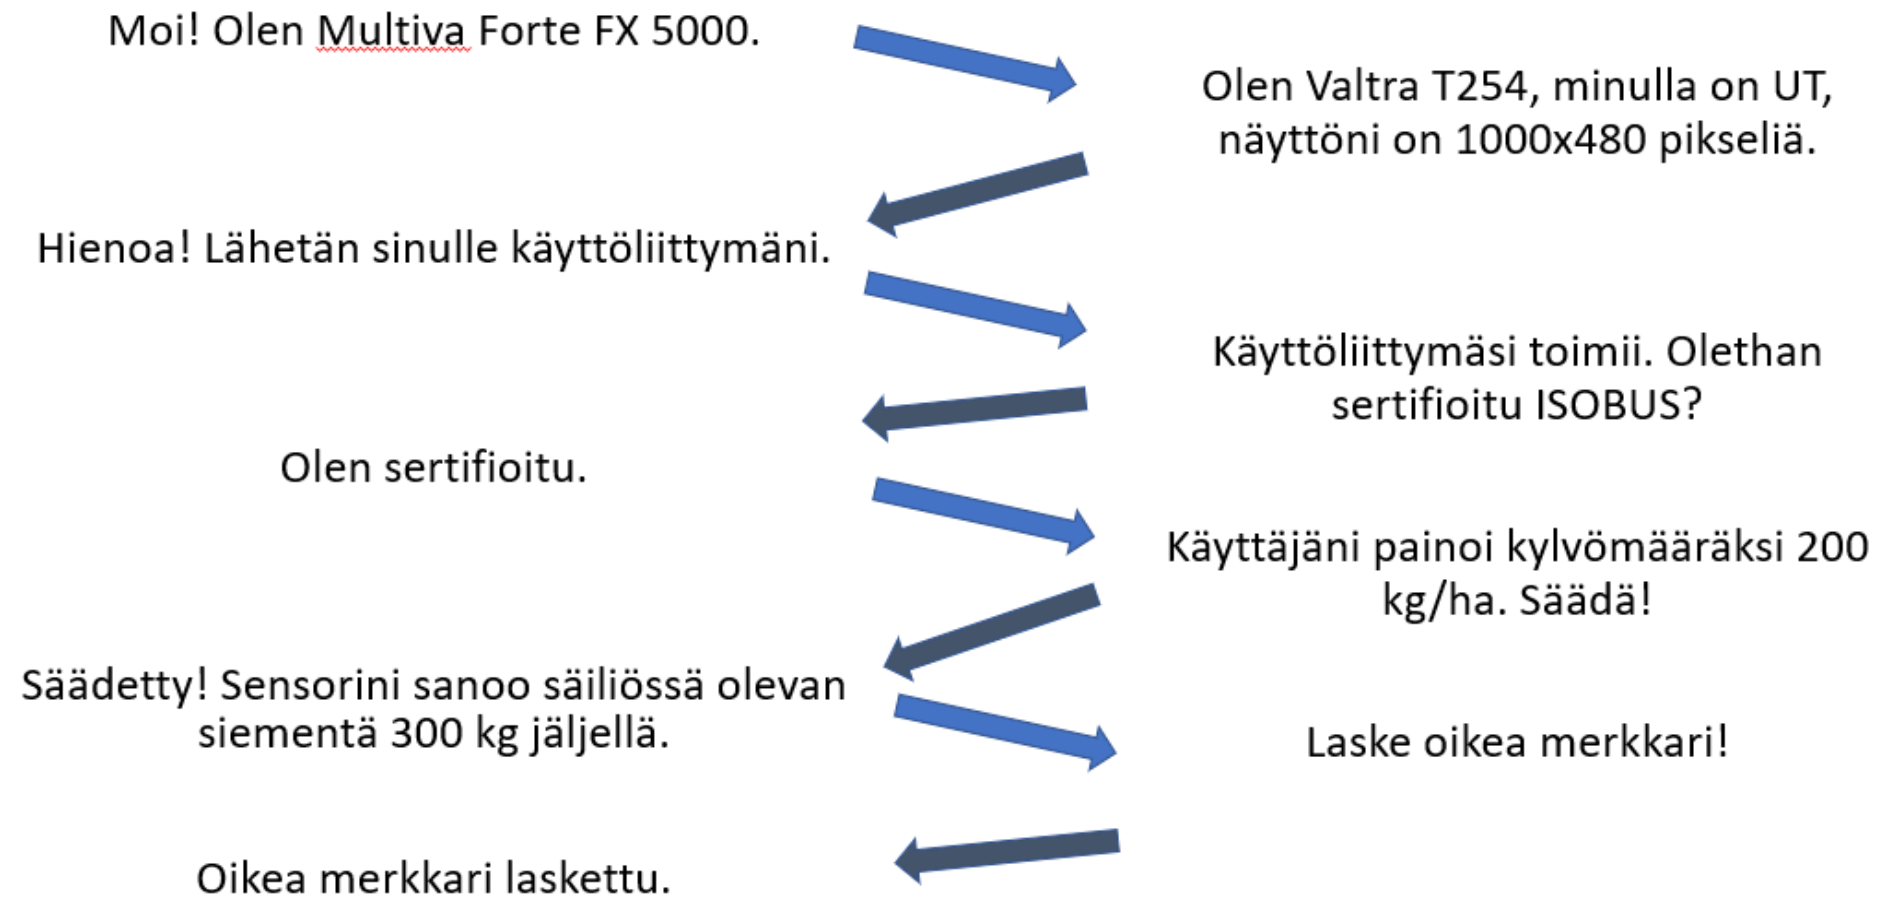 Moi! Olen Multiva Forte FX 5000.
Olen Valtra T254, minulla on UT,
näyttöni on 1000x480 pikseliä.
Hienoa! Lähetän sinulle käyttöliittymäni.
Käyttöliittymäsi toimii. Olethan
sertifioitu ISOBUS?
Olen sertifioitu.
Käyttäjäni painoi kylvömääräksi 200
kg/ha. Säädä!
Säädetty! Sensorini sanoo säiliössä olevan
siementä 300 kg jäljellä.
Laske oikea merkkari!
Oikea merkkari laskettu.